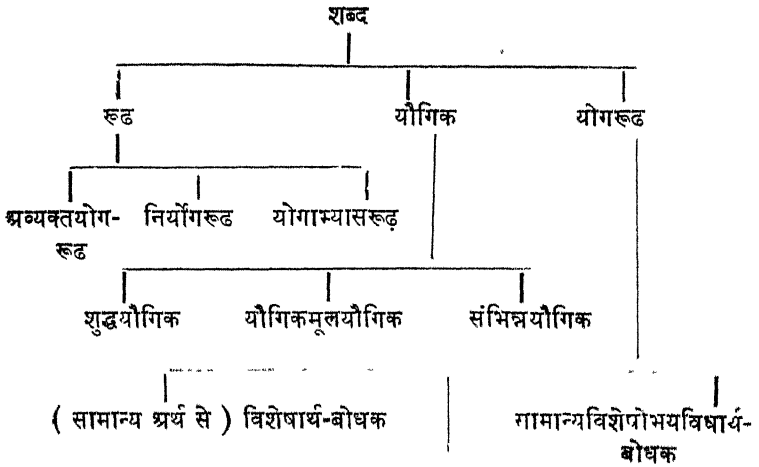 शब्द
रूढ यौगिक योगरूढ
अव्यक्तयोग- निर्योगरूढ योगाभ्यासरूढ़
रूढ
शुद्धयौगिक यौगिकमूलयौगिक संभिन्नयौगिक
( सामान्य अर्थ से ) विशेषार्थ-बोधक सामान्यविशेषोभयविधार्थ-
बोधक